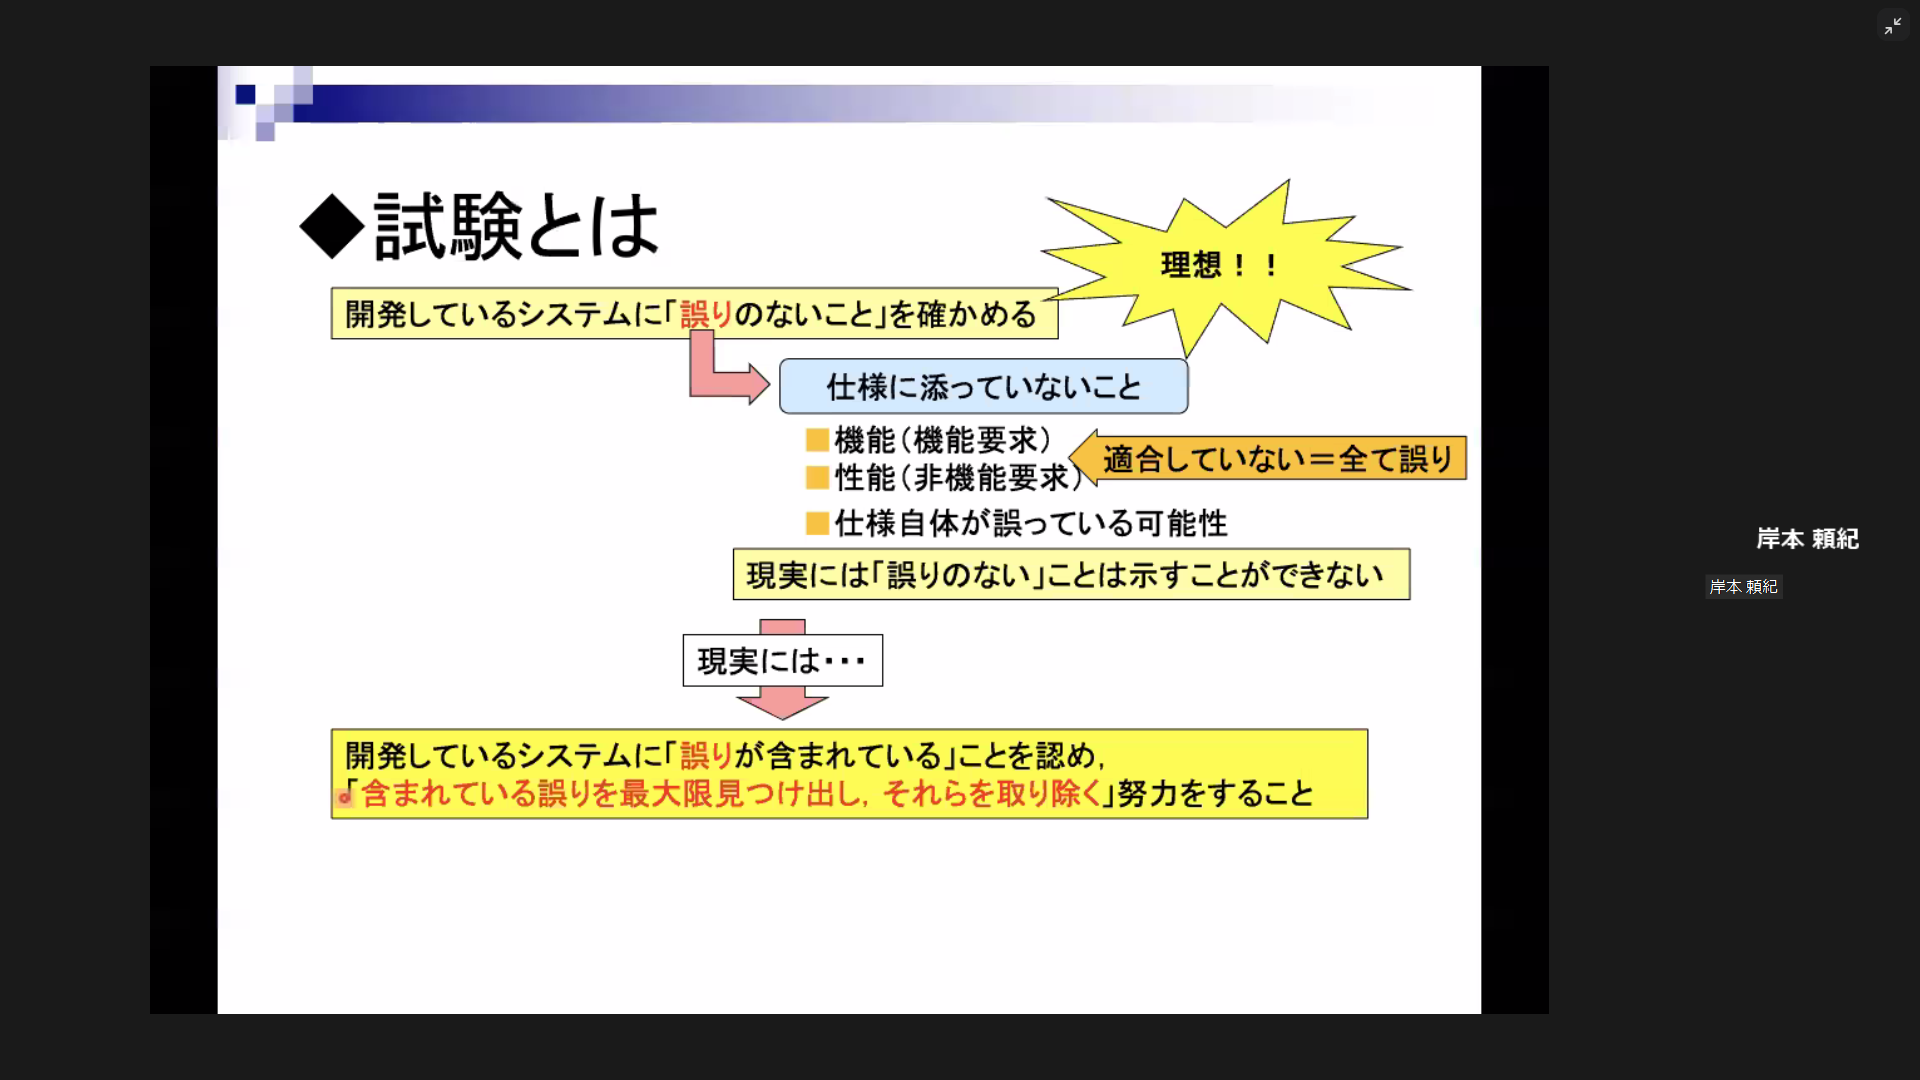 ◆試験とは
理想！！
開発しているシステムに「誤りのないこと」を確かめる
仕様に添っていないこと
■機能（機能要求）
■性能（非機能要求）
適合していない＝全て誤り
■仕様自体が誤っている可能性
現実には「誤りのない」ことは示すことができない
現実には・・・
開発しているシステムに「誤りが含まれている」ことを認め，
「含まれている誤りを最大限見つけ出し，それらを取り除く」努力をすること
岸本 頼紀
岸本 頼紀